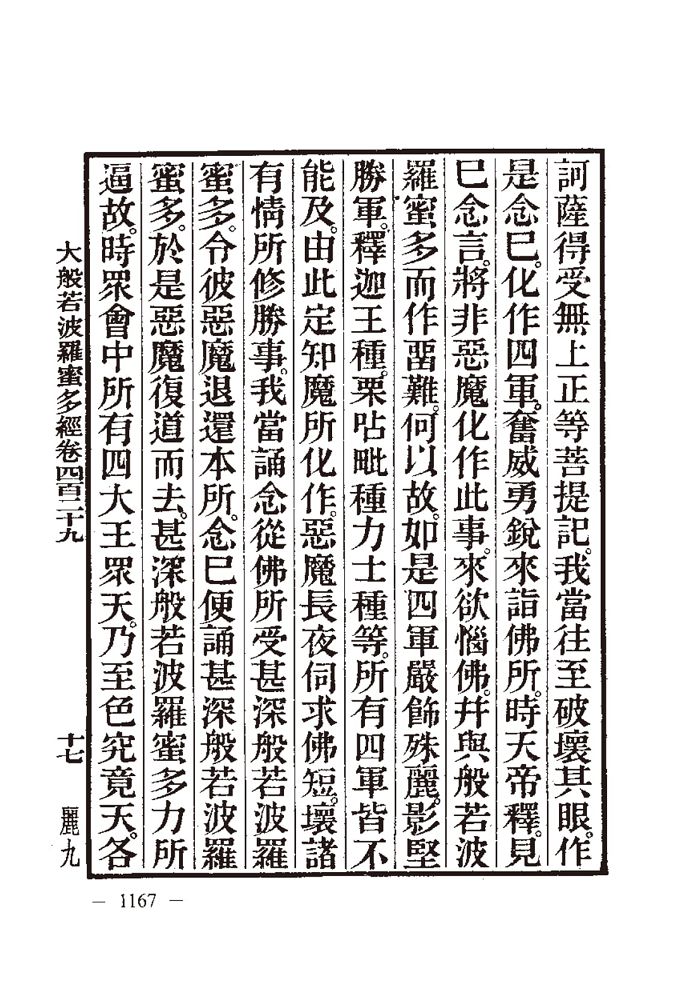 訶薩得受無上正等菩提記。我當往至破壞其眼。作
是念已。化作四軍。奮威勇銳來詣佛所。時天帝釋。見
已念言。將非惡魔化作此事。來欲惱佛。幷與般若波
羅蜜多而作畱難。何以故。如是四軍嚴飾殊麗。影堅
勝軍。釋迦王種。栗呫毗種力士種等。所有四軍皆不
能及。由此定知魔所化作。惡魔長夜伺求佛短。壞諸
有情所修勝事。我當誦念從佛所受甚深般若波羅
蜜多。令彼惡魔退還本所。念已便誦甚深般若波羅
蜜多。於是惡魔復道而去。甚深般若波羅蜜多力所
逼故。時眾會中所有四大王眾天。乃至色究竟天。各
大般若波羅蜜多經卷四百二十九
十七
麗九
— 1167 —